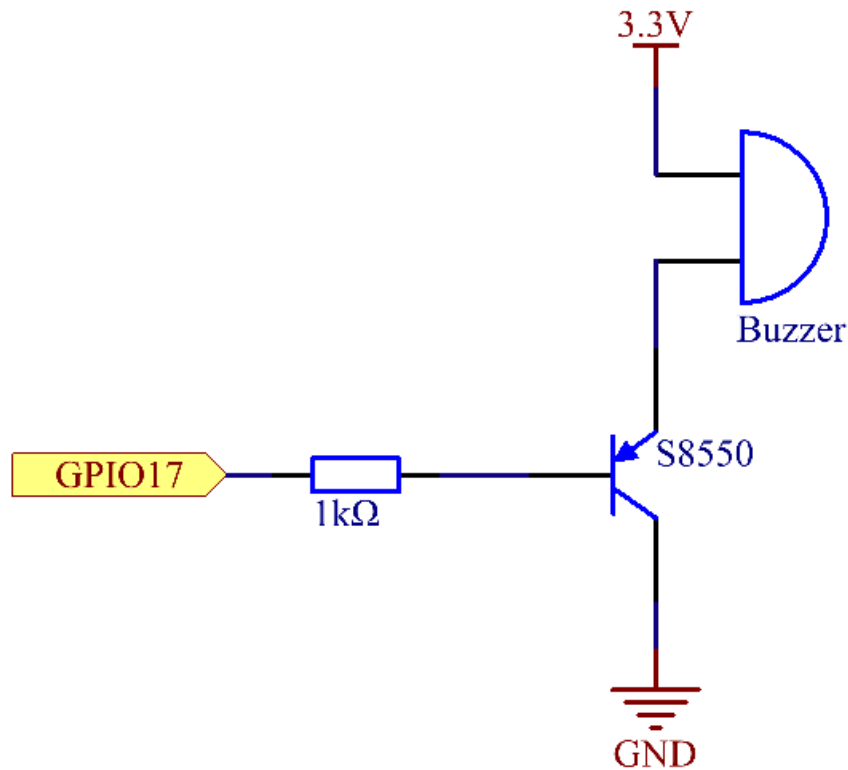 3.3V
Buzzer
S8550
GPIO17
1kΩ
GND